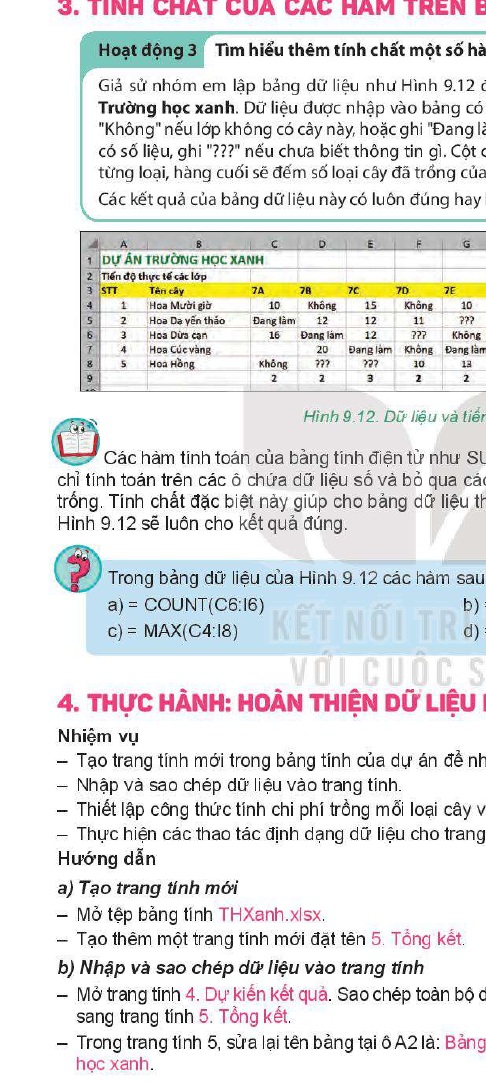 3. TÍNH CHẤT CỦA CÁC HÀM TRÊN
Hoạt động 3 Tìm hiểu thêm tính chất một số
Giả sử nhóm em lập bảng dữ liệu như Hình 9.12
Trường học xanh. Dữ liệu được nhập vào bảng có
"Không" nếu lớp không có cây này, hoặc ghi "Đang
có số liệu, ghi "???" nếu chưa biết thông tin gì. Cột
từng loại, hàng cuối sẽ đếm số loại cây đã trồng của
Các kết quả của bảng dữ liệu này có luôn đúng hay
A B C D E F G
1 DỰ ÁN TRƯỜNG HỌC XANH
2 Tiến độ thực tế các lớp
3 STT Tên cây 7A 7B 7C 7D 7E
4 1 Hoa Mười giờ 10 Không 15 Không 10
5 2 Hoa Dạ yến thảo Đang làm 12 12 11 ???
6 3 Hoa Dừa cạn 16 Đang làm 12 ??? Không
7 4 Hoa Cúc vàng 20 Đang làm Không Đang làm
8 5 Hoa Hồng Không ??? ??? 10 13
9 2 2 3 2 2
Hình 9.12. Dữ liệu và
Các hàm tính toán của bảng tính điện tử như
chỉ tính toán trên các ô chứa dữ liệu số và bỏ qua
trống. Tính chất đặc biệt này giúp cho bảng dữ liệu
Hình 9.12 sẽ luôn cho kết quả đúng.
Trong bảng dữ liệu của Hình 9.12 các hàm sau
a) = COUNT(C6:I6) b)
c) = MAX(C4:I8) d)
KẾT NỐI TRI
VỚI CUỘC
4. THỰC HÀNH: HOÀN THIỆN DỮ LIỆU
Nhiệm vụ
– Tạo trang tính mới trong bảng tính của dự án để
– Nhập và sao chép dữ liệu vào trang tính.
– Thiết lập công thức tính chi phí trồng mỗi loại cây
– Thực hiện các thao tác định dạng dữ liệu cho trang
Hướng dẫn
a) Tạo trang tính mới
– Mở tệp bảng tính THXanh.xlsx.
– Tạo thêm một trang tính mới đặt tên 5. Tổng kết.
b) Nhập và sao chép dữ liệu vào trang tính
– Mở trang tính 4. Dự kiến kết quả. Sao chép toàn bộ
sang trang tính 5. Tổng kết.
– Trong trang tính 5, sửa lại tên bảng tại ô A2 là: Bảng
học xanh.